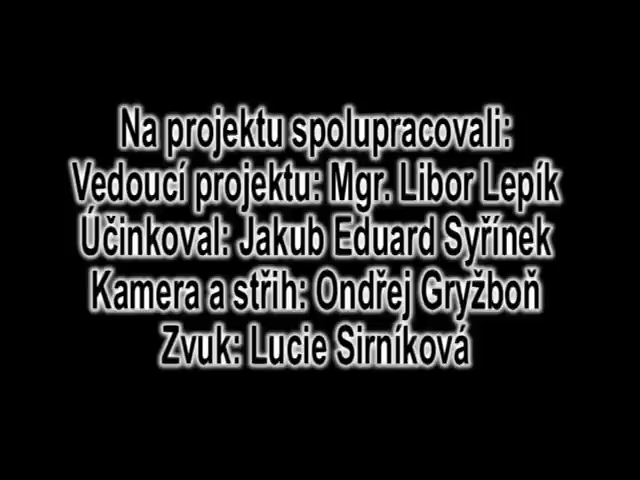 Na projektu spolupracovali:
Vedoucí projektu: Mgr. Libor Lepík
Účinkoval: Jakub Eduard Syřínek
Kamera a střih: Ondřej Gryžboň
Zvuk: Lucie Sirníková